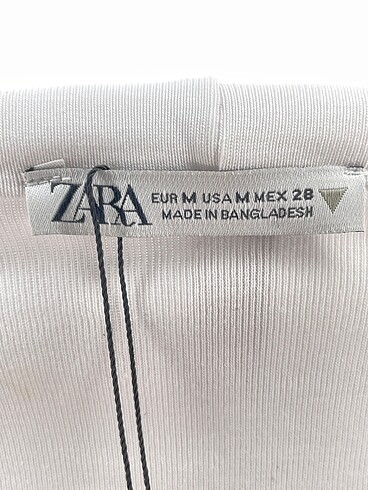 ZARA
EUR M USA M MEX 28
MADE IN BANGLADESH